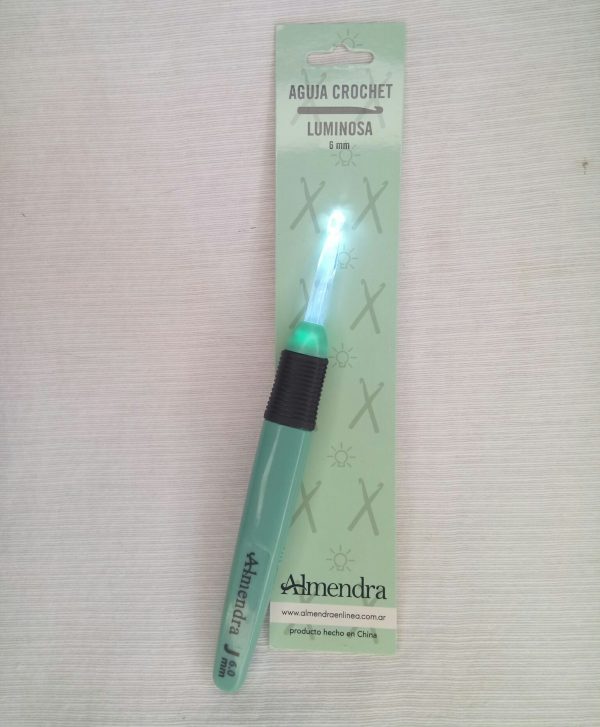 AGUJA CROCHET
LUMINOSA
6 mm
Almendra
www.almendraenlinea.com.ar
producto hecho en China
Almendra J 6.0
mm